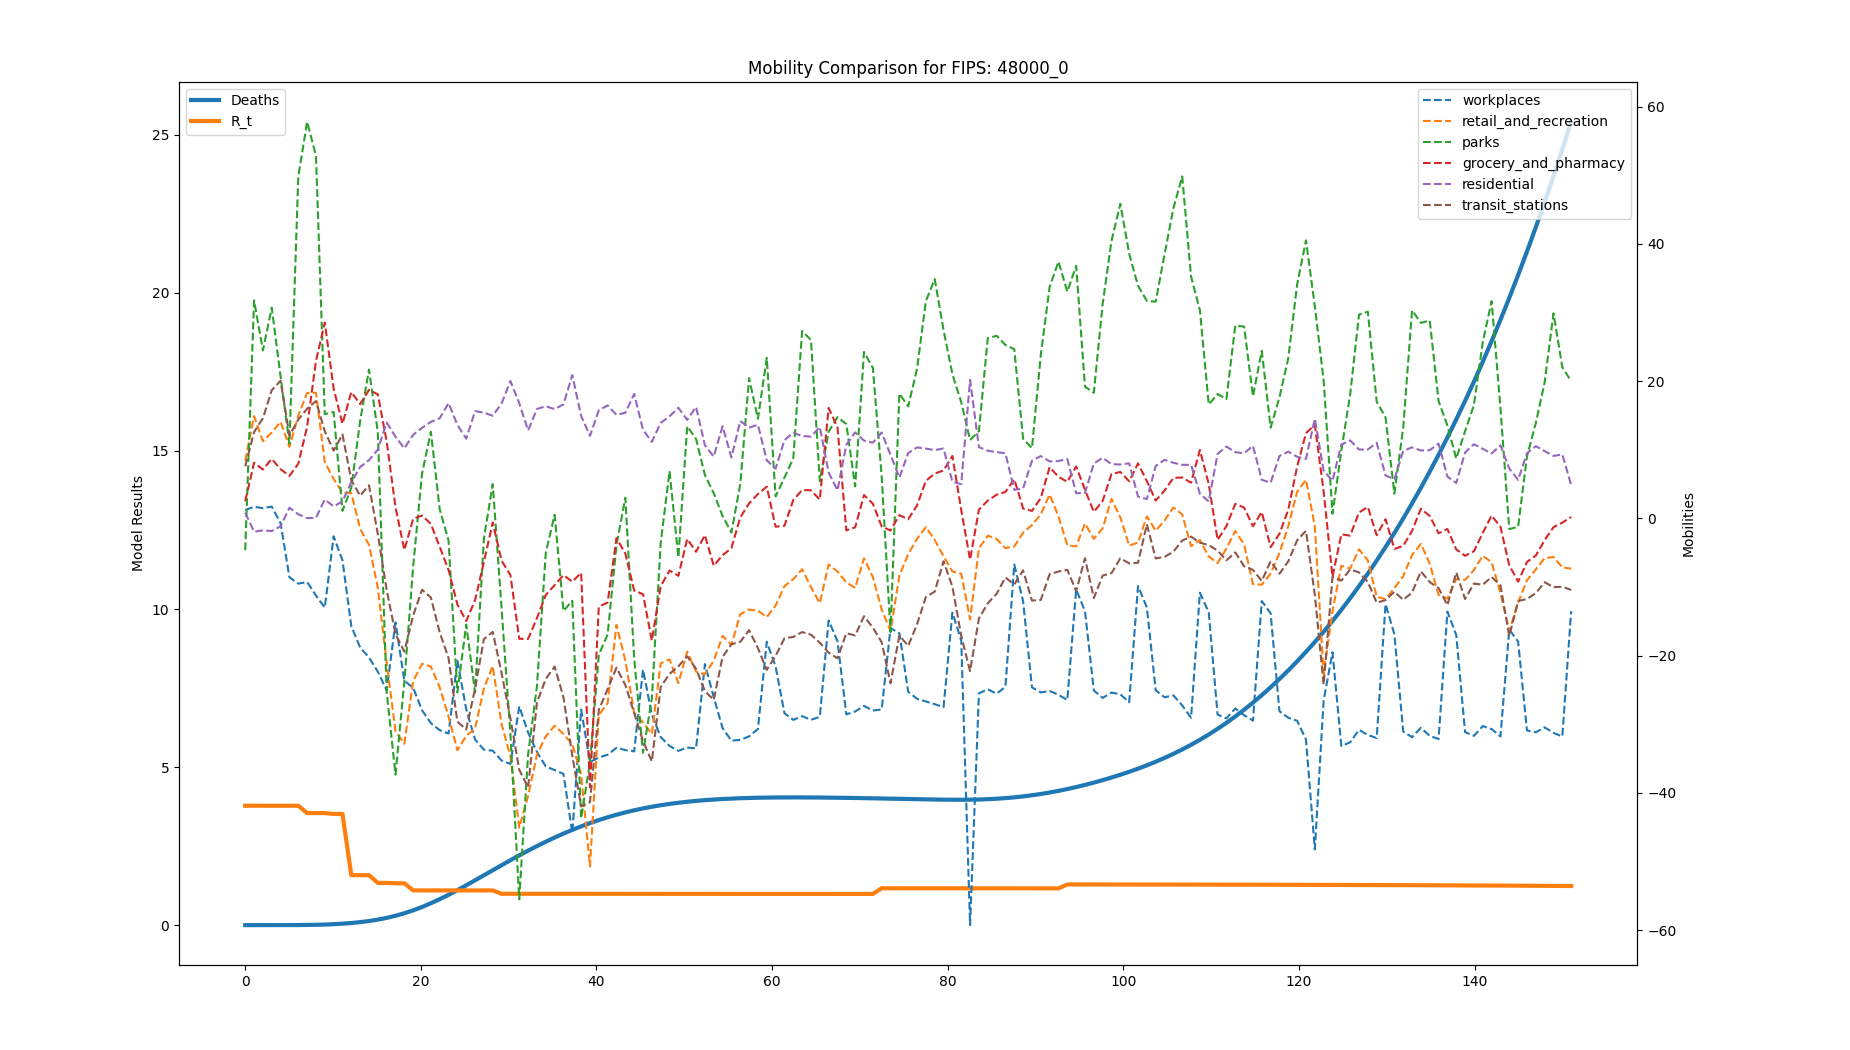 Mobility Comparison for FIPS: 48000_0
Deaths
R_t
workplaces
retail_and_recreation
parks
grocery_and_pharmacy
residential
transit_stations
25
20
15
10
5
0
Model Results
60
40
20
0
−20
−40
−60
Mobilities
0 20 40 60 80 100 120 140